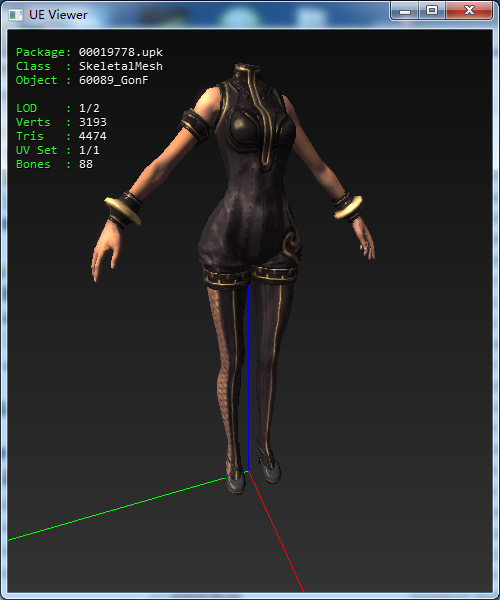 UE Viewer
Package: 00019778.upk
Class : SkeletalMesh
Object : 60089_GonF
LOD : 1/2
Verts : 3193
Tris : 4474
UV Set : 1/1
Bones : 88